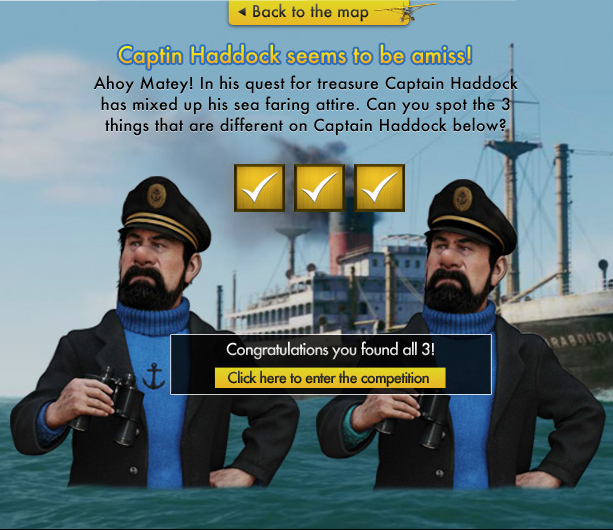 ◄ Back to the map
Captin Haddock seems to be amiss!
Ahoy Matey! In his quest for treasure Captain Haddock
has mixed up his sea faring attire. Can you spot the 3
things that are different on Captain Haddock below?
Congratulations you found all 3!
Click here to enter the competition